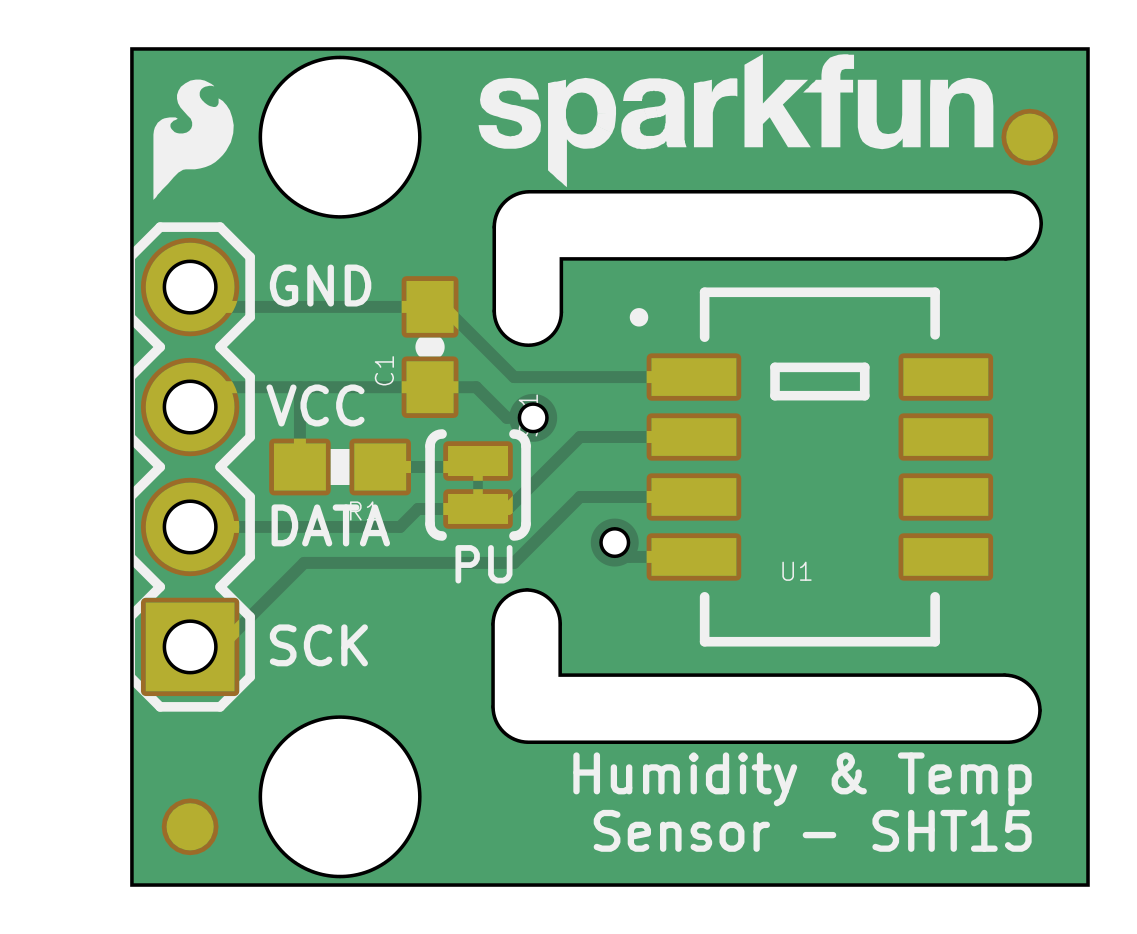 sparkfun
GND
C1
VCC
R1
DATA
PU
U1
SCK
Humidity & Temp
Sensor - SHT15